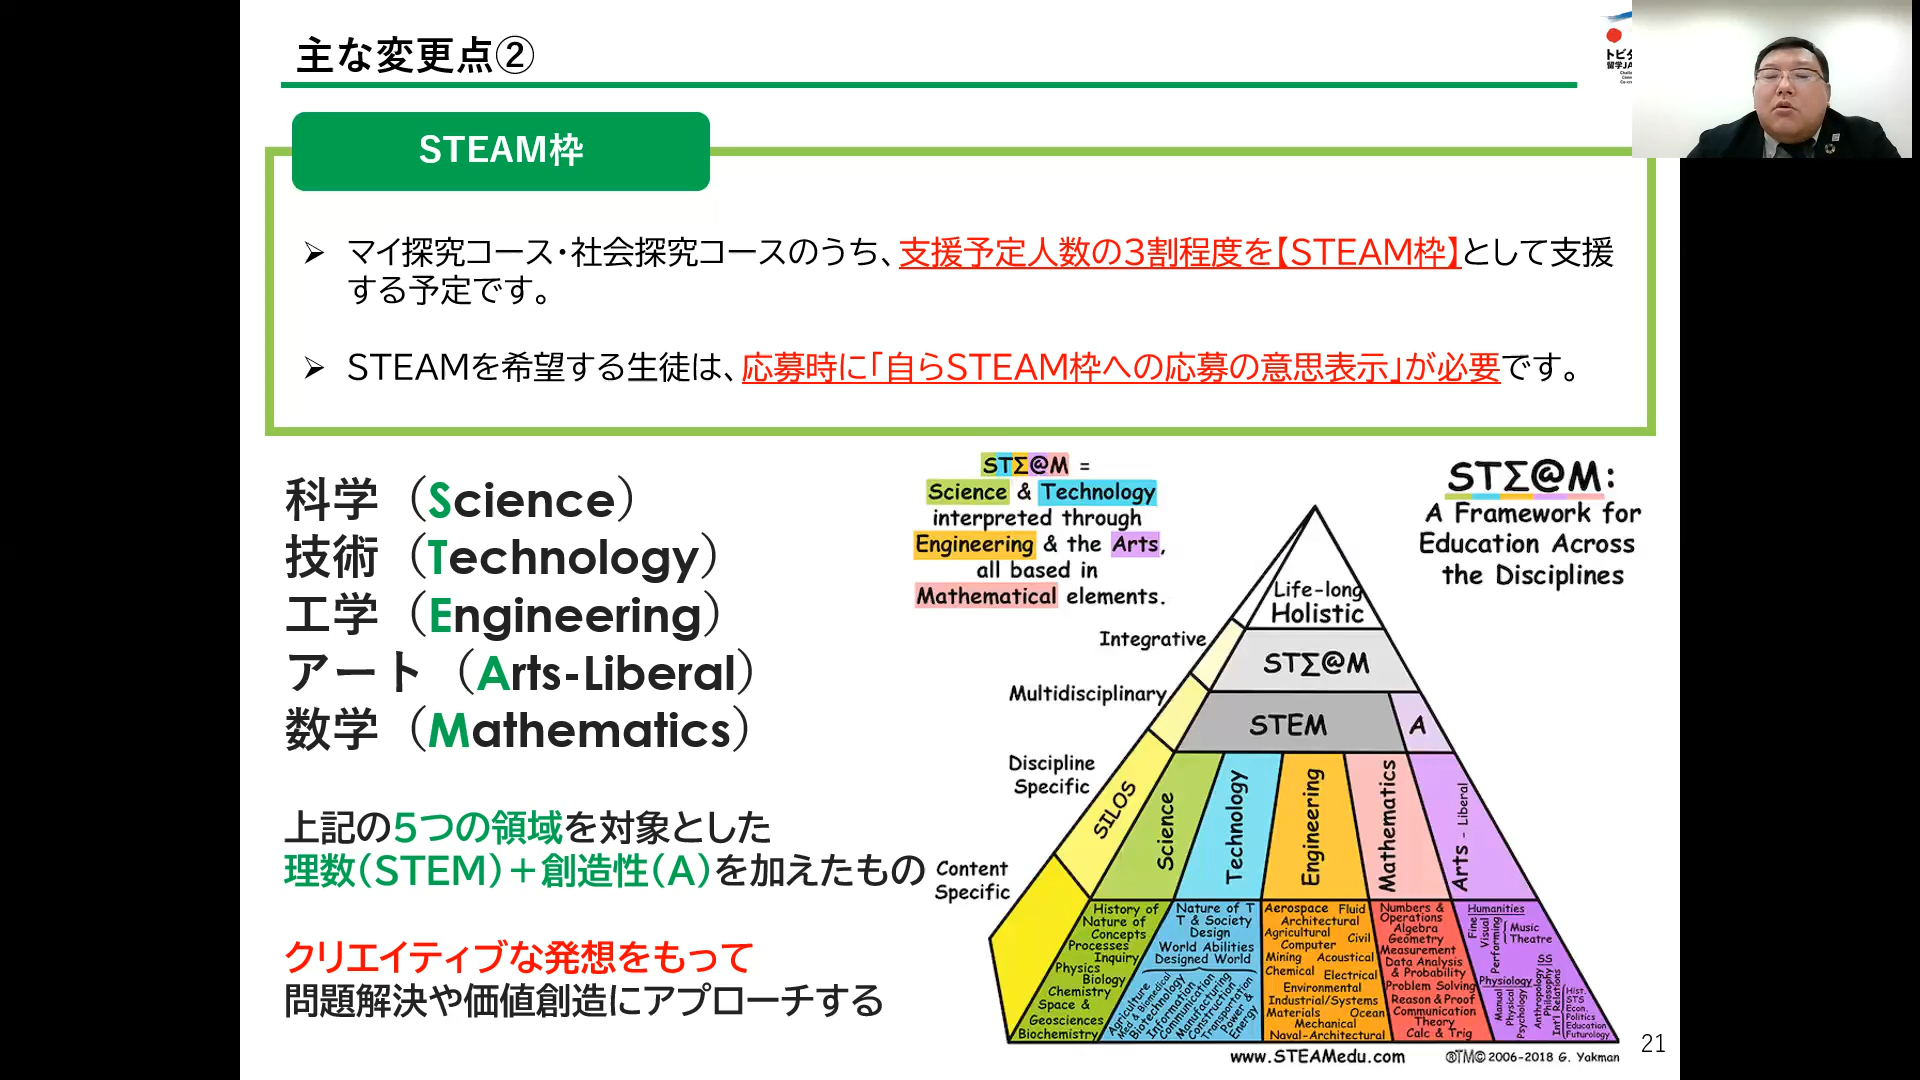 主な変更点②
トビタ
留学JA
STEAM枠
➢ マイ探究コース・社会探究コースのうち、支援予定人数の３割程度を【STEAM枠】として支援
する予定です。
➢ STEAMを希望する生徒は、応募時に「自らSTEAM枠への応募の意思表示」が必要です。
科学（Science）
技術（Technology）
工学（Engineering）
アート（Arts-Liberal）
数学（Mathematics）
上記の5つの領域を対象とした
理数（STEM）＋創造性（A）を加えたもの
クリエイティブな発想をもって
問題解決や価値創造にアプローチする
STΣ@M =
Science & Technology
interpreted through
Engineering & the Arts,
all based in
Mathematical elements.
STΣ@M:
A Framework for
Education Across
the Disciplines
Life-long
Holistic
Integrative
STΣ@M
Multidisciplinary
STEM
A
Discipline
Specific
SILOS
Science
Technology
Engineering
Mathematics
Arts - Liberal
Content
Specific
History of
Nature of
Concepts
Processes
Inquiry
Physics
Biology
Chemistry
Space &
Geosciences
Biochemistry
Nature of T
T & Society
Design
World Abilities
Designed World
Agriculture
Med & Biomedical
Biotechnology
Information
Communication
Manufacturing
Construction
Transportation
Power &
Energy
Aerospace Fluid
Architectural
Agricultural Civil
Computer
Mining Acoustical
Chemical Electrical
Environmental
Industrial/Systems
Materials Ocean
Mechanical
Naval-Architectural
Numbers &
Operations
Algebra
Geometry
Measurement
Data Analysis
& Probability
Problem Solving
Reason & Proof
Communication
Theory
Calc & Trig
Humanities
Fine
Visual
Performing
Music
Theatre
SS
Physiology
Manual
Physical
Psychology
Anthropology
Philosophy
Int'l Relations
Hist.
STS
Econ.
Politics
Education
Futurology
www.STEAMedu.com
®TM© 2006-2018 G. Yakman
21